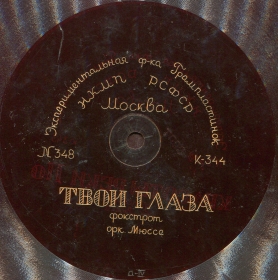 Экспериментальная ф-ка Грампластинок
НКМП РСФСР
Москва
№348
К-344
ТВОИ ГЛАЗА
фокстрот
орк. Мюссе